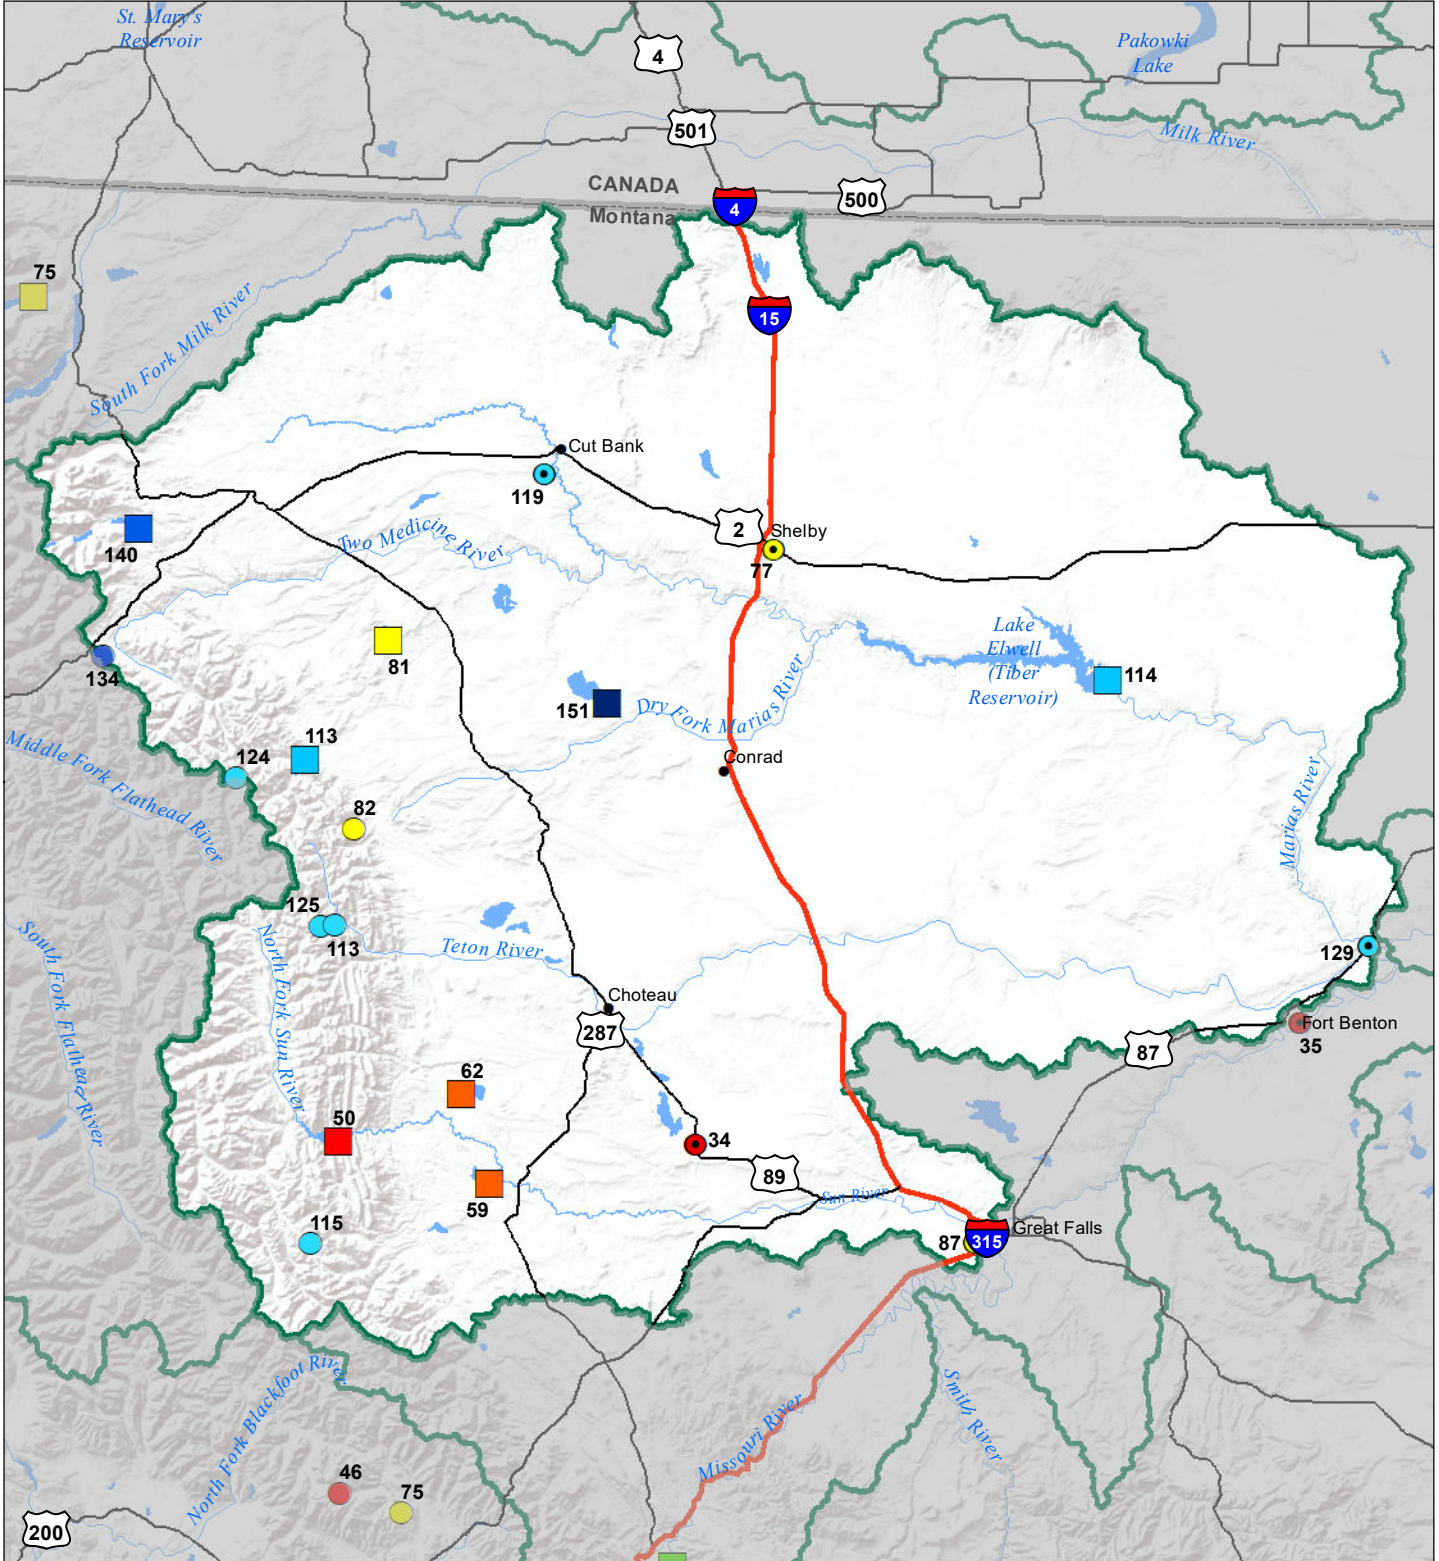 St. Mary's
Reservoir
Pakowki
Lake
4
501
Milk River
CANADA
Montana
4
500
75
15
South Fork Milk River
Cut Bank
119
2
Shelby
77
140
Two Medicine River
81
134
Lake
Elwell
(Tiber
Reservoir)
114
151
Dry Fork Marias River
113
124
Middle Fork Flathead River
Conrad
82
Marias River
125
113
North Fork Sun River
Teton River
129
South Fork Flathead River
Choteau
287
Fort Benton
35
87
62
50
34
89
59
Sun River
115
87
315
Great Falls
North Fork Blackfoot River
Missouri River
Smith River
46
75
200